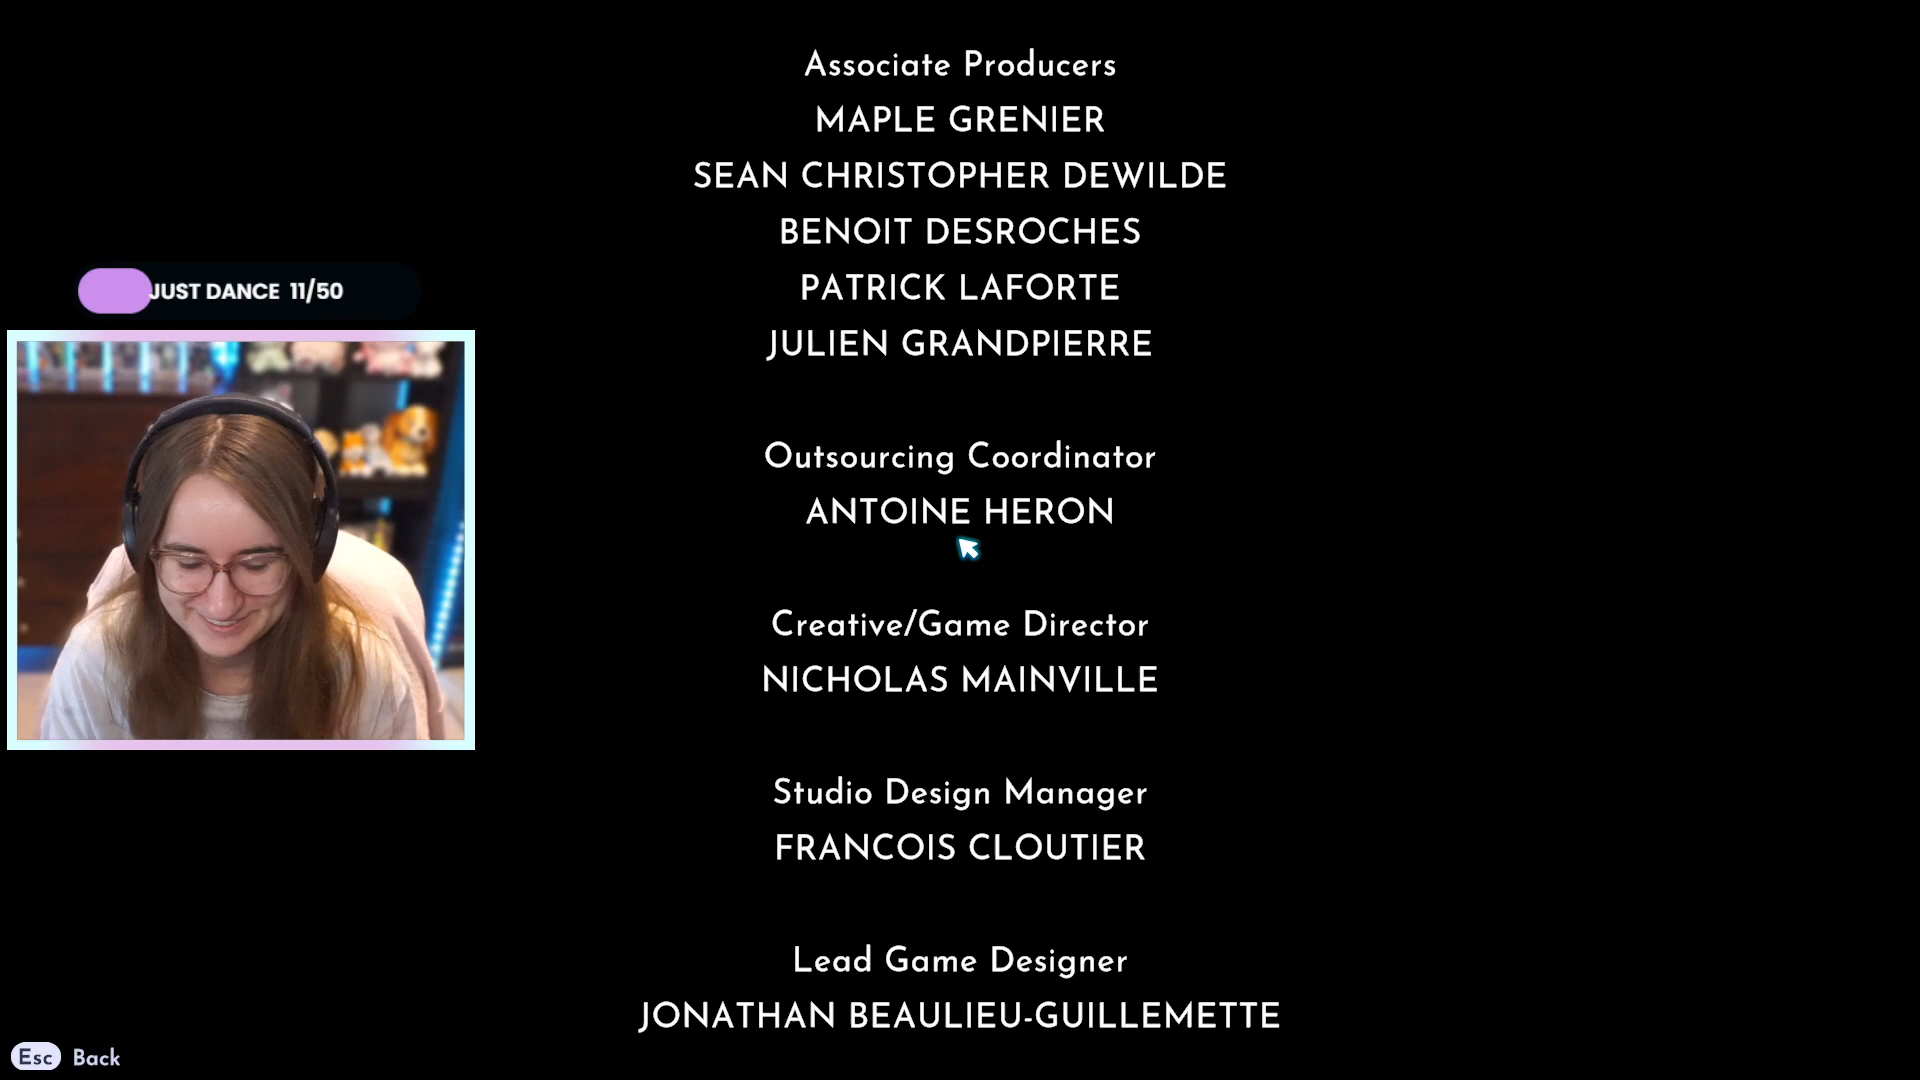 Associate Producers
MAPLE GRENIER
SEAN CHRISTOPHER DEWILDE
BENOIT DESROCHES
PATRICK LAFORTE
JULIEN GRANDPIERRE
Outsourcing Coordinator
ANTOINE HERON
Creative/Game Director
NICHOLAS MAINVILLE
Studio Design Manager
FRANCOIS CLOUTIER
Lead Game Designer
JONATHAN BEAULIEU-GUILLEMETTE
JUST DANCE 11/50
Esc Back